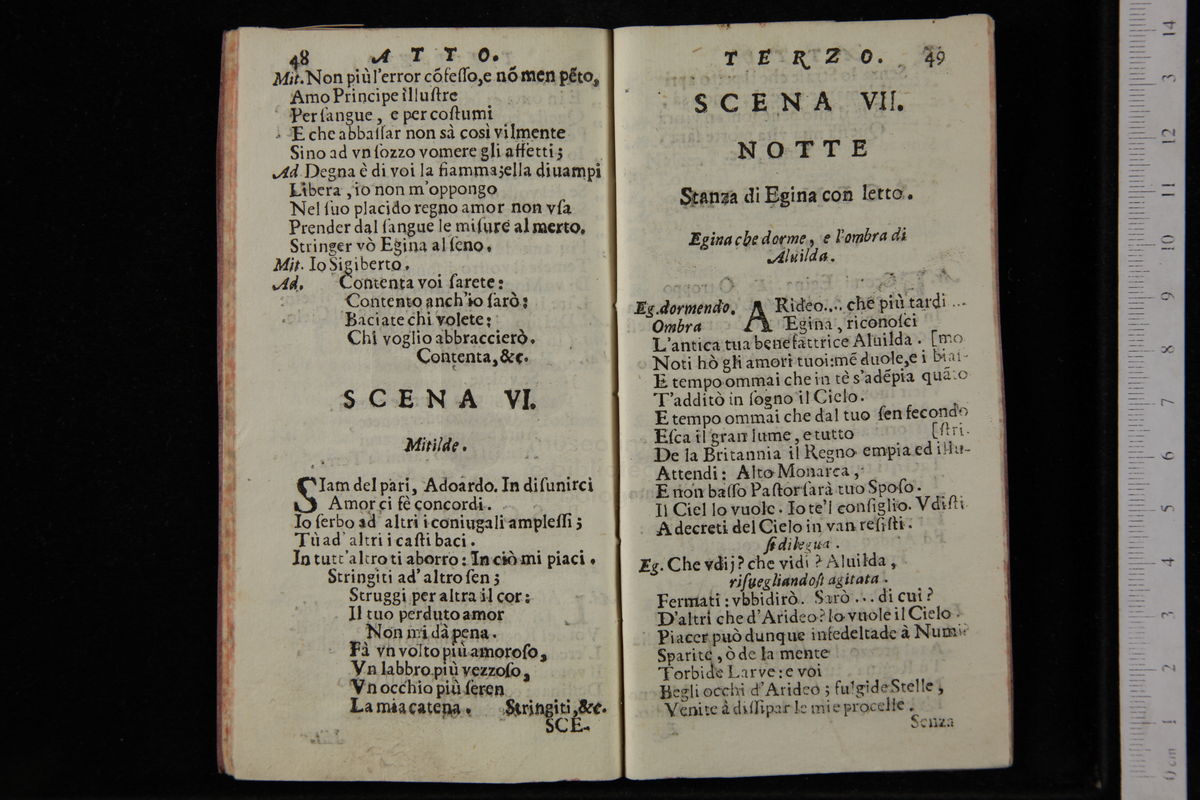 48 ATTO.
Mit. Non più l'error cõfeſſo, e nõ men pẽto,
Amo Principe illuſtre
Per ſangue, e per coſtumi
E che abbaſſar non sà così vilmente
Sino ad vn ſozzo vomere gli affetti;
Ad Degna è di voi la fiamma; ella diuampi
Libera, io non m'oppongo
Nel ſuo placido regno amor non vſa
Prender dal ſangue le miſure al merto.
Stringer vò Egina al ſeno.
Mit. Io Sigiberto.
Ad. Contenta voi ſarete:
Contento anch'io ſarò;
Baciate chi volete;
Chi voglio abbraccierò.
Contenta, &c.
SCENA VI.
Mitilde.
SIam del pari, Adoardo. In diſunirci
Amor ci fè concordi.
Io ſerbo ad altri i coniugali ampleſſi;
Tù ad' altri i caſti baci.
In tutt'altro ti aborro: In ciò mi piaci.
Stringiti ad' altro ſen;
Struggi per altra il cor:
Il tuo perduto amor
Non mi dà pena.
Fà vn volto più amoroſo,
Vn labbro più vezzoſo,
Vn occhio più ſeren
La mia catena. Stringiti, &c.
SCE-
TERZO. 49
SCENA VII.
NOTTE
Stanza di Egina con letto.
Egina che dorme, e l'ombra di
Aluilda.
Eg. dormendo. ARideo.... che più tardi ...
Ombra Egina, riconoſci
L'antica tua benefattrice Aluilda. [mo
Noti hò gli amori tuoi: mẽ duole, e i biaſ-
E tempo ommai che in tè s'adẽpia quãto
T'additò in ſogno il Cielo.
E tempo ommai che dal tuo ſen fecondo
Eſca il gran lume, e tutto [ſtri.
De la Britannia il Regno empia ed illu-
Attendi: Alto Monarca,
E non baſſo Paſtor ſarà tuo Spoſo.
Il Ciel lo vuole. Io te'l conſiglio. Vdiſti
A decreti del Cielo in van reſiſti.
ſi dilegua.
Eg. Che vdij? che vidi? Aluilda,
riſuegliandoſi agitata.
Fermati: vbbidirò. Sarò ... di cui?
D'altri che d'Arideo? lo vuole il Cielo
Piacer può dunque infedeltade à Numi?
Sparite, ò de la mente
Torbide Larve: e voi
Begli occhi d'Arideo; fulgide Stelle,
Venite à diſſipar le mie procelle.
Senza